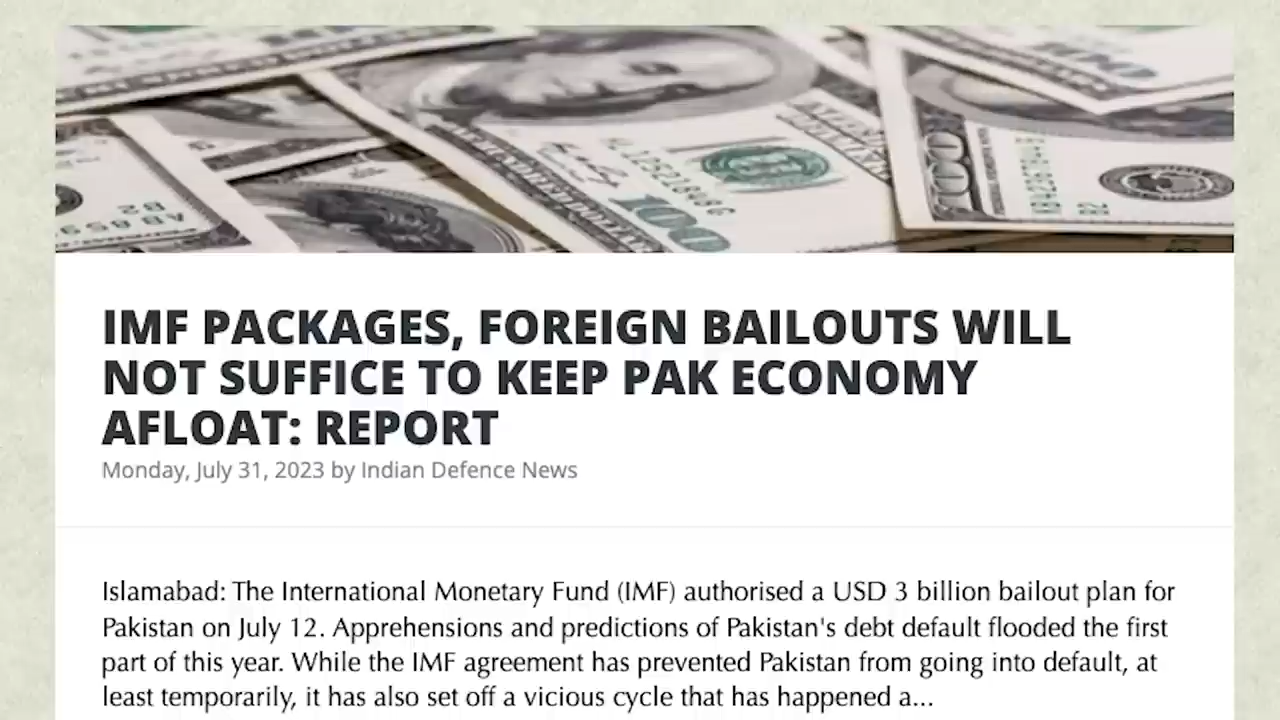 100
100
B2
B2
IMF PACKAGES, FOREIGN BAILOUTS WILL
NOT SUFFICE TO KEEP PAK ECONOMY
AFLOAT: REPORT
Monday, July 31, 2023 by Indian Defence News
Islamabad: The International Monetary Fund (IMF) authorised a USD 3 billion bailout plan for
Pakistan on July 12. Apprehensions and predictions of Pakistan's debt default flooded the first
part of this year. While the IMF agreement has prevented Pakistan from going into default, at
least temporarily, it has also set off a vicious cycle that has happened a...